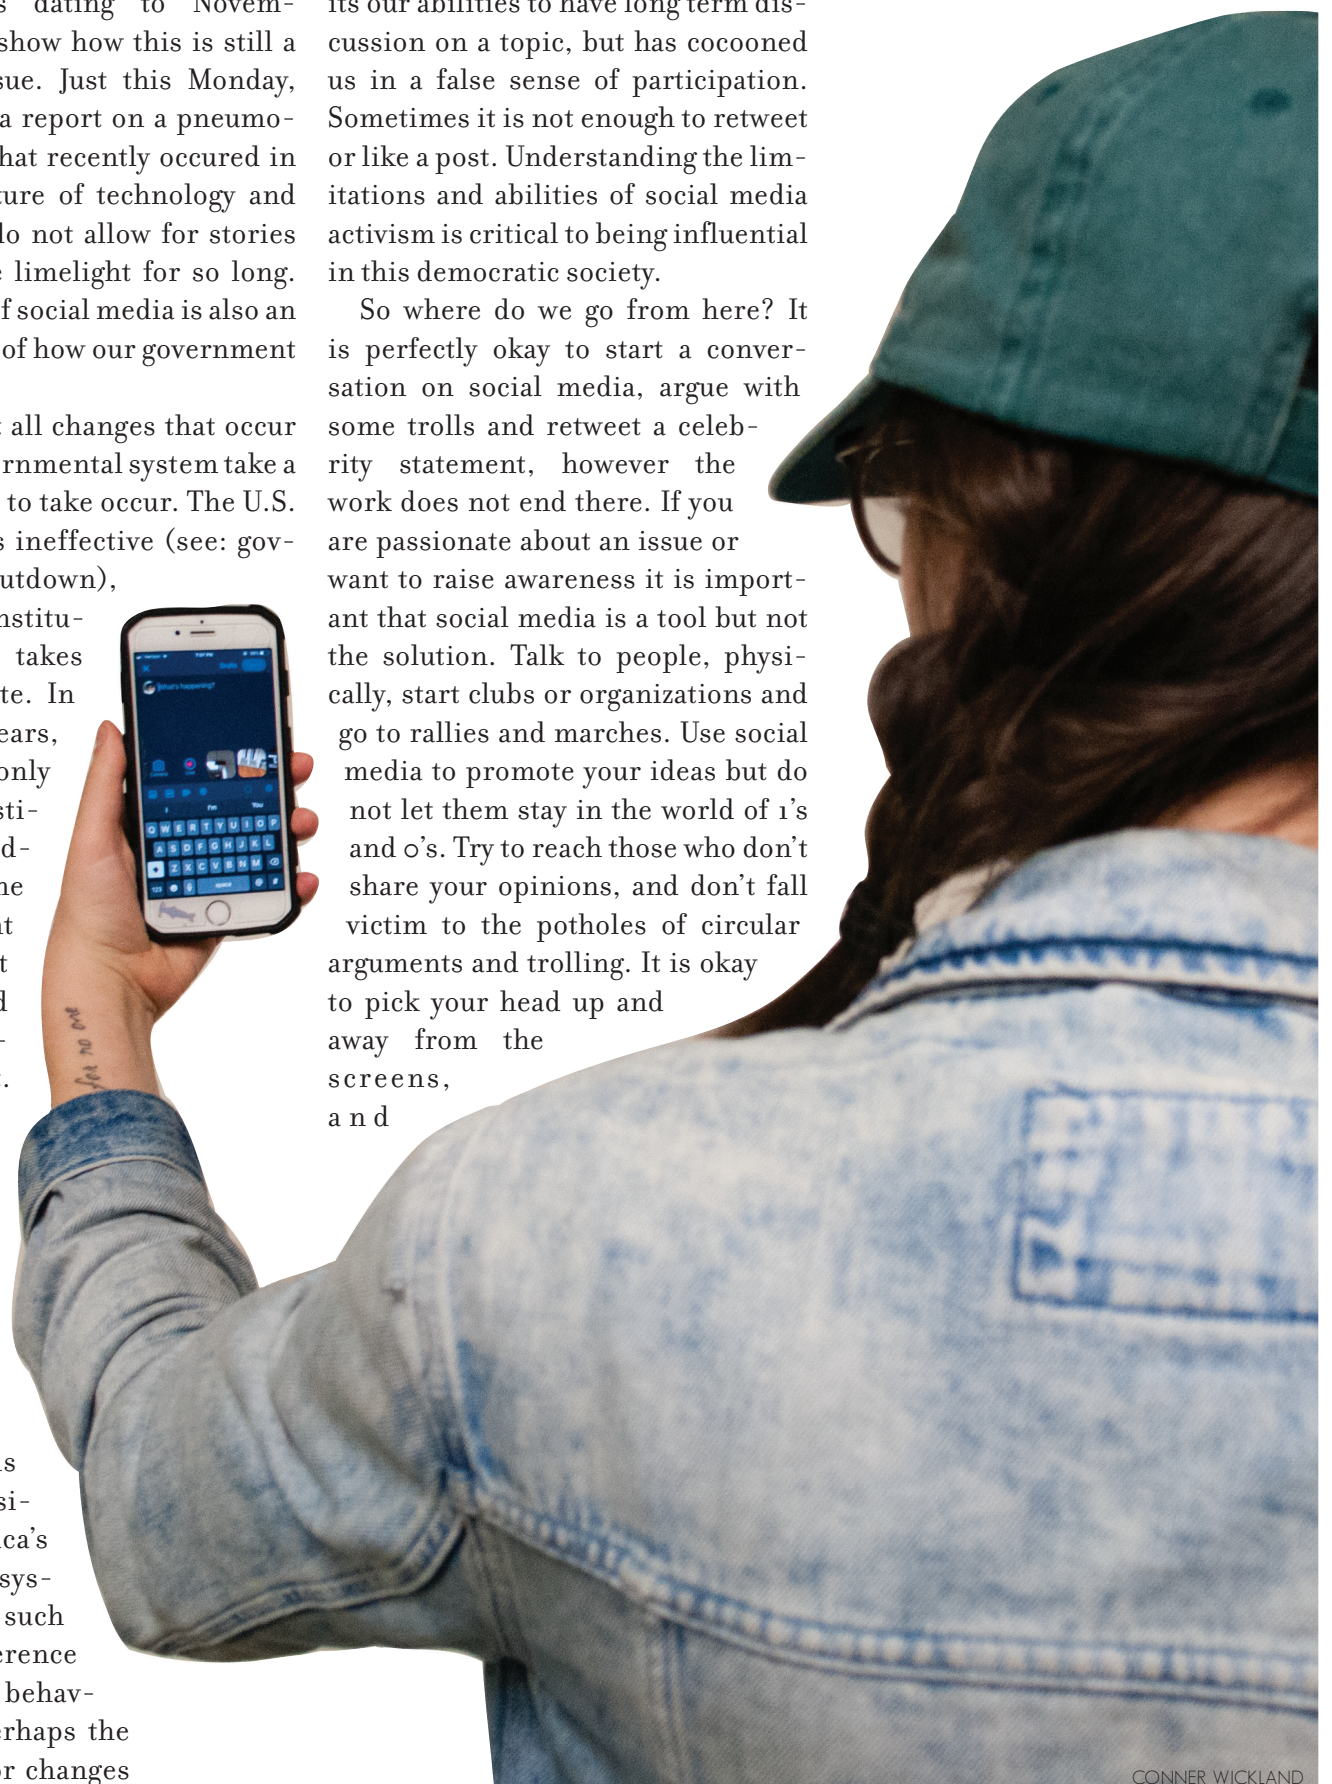 s dating to Novem-
show how this is still a
sue. Just this Monday,
a report on a pneumo-
hat recently occured in
ture of technology and
do not allow for stories
e limelight for so long.
f social media is also an
of how our government
t all changes that occur
rnmental system take a
to take occur. The U.S.
s ineffective (see: gov-
utdown),
nstitu-
takes
te. In
ears,
only
sti-
d-
ne
nt
t
d
-
.
is
si-
ica's
sys-
such
erence
behav-
erhaps the
or changes
its our abilities to have long term dis-
cussion on a topic, but has cocooned
us in a false sense of participation.
Sometimes it is not enough to retweet
or like a post. Understanding the lim-
itations and abilities of social media
activism is critical to being influential
in this democratic society.
So where do we go from here? It
is perfectly okay to start a conver-
sation on social media, argue with
some trolls and retweet a celeb-
rity statement, however the
work does not end there. If you
are passionate about an issue or
want to raise awareness it is import-
ant that social media is a tool but not
the solution. Talk to people, physi-
cally, start clubs or organizations and
go to rallies and marches. Use social
media to promote your ideas but do
not let them stay in the world of 1's
and 0's. Try to reach those who don't
share your opinions, and don't fall
victim to the potholes of circular
arguments and trolling. It is okay
to pick your head up and
away from the
screens,
and
What's happening?
I I'm You
Q W E R T Y U I O P
A S D F G H J K L
Z X C V B N M
123 space @ #
for no one
CONNER WICKLAND